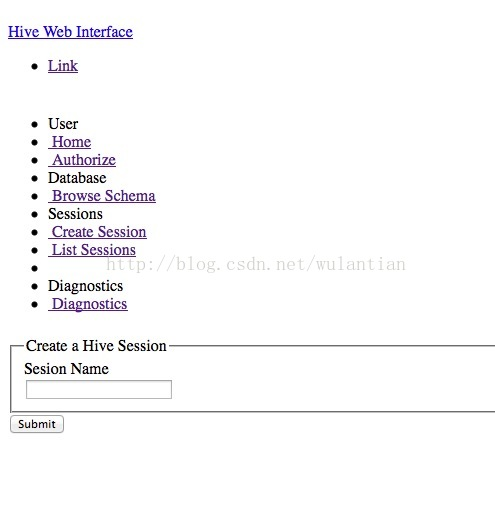 Hive Web Interface
Link
User
Home
Authorize
Database
Browse Schema
Sessions
Create Session
List Sessions
http://blog.csdn.net/wulantian
Diagnostics
Diagnostics
Create a Hive Session
Sesion Name
Submit